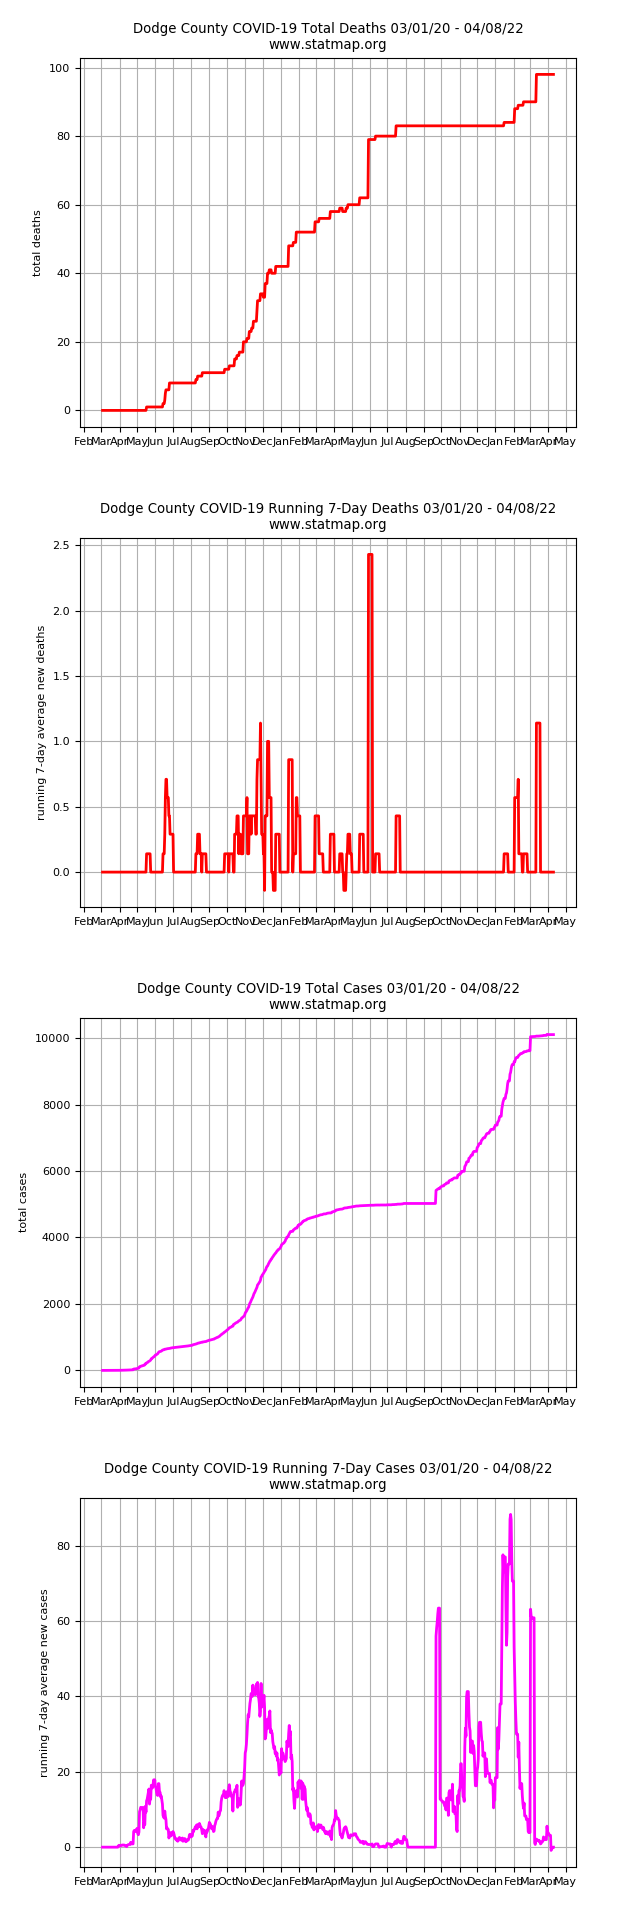 Dodge County COVID-19 Total Deaths 03/01/20 - 04/08/22
www.statmap.org
100
80
60
40
20
0
total deaths
Feb Mar Apr May Jun Jul Aug Sep Oct Nov Dec Jan Feb Mar Apr May Jun Jul Aug Sep Oct Nov Dec Jan Feb Mar Apr May
Dodge County COVID-19 Running 7-Day Deaths 03/01/20 - 04/08/22
www.statmap.org
2.5
2.0
1.5
1.0
0.5
0.0
running 7-day average new deaths
Feb Mar Apr May Jun Jul Aug Sep Oct Nov Dec Jan Feb Mar Apr May Jun Jul Aug Sep Oct Nov Dec Jan Feb Mar Apr May
Dodge County COVID-19 Total Cases 03/01/20 - 04/08/22
www.statmap.org
10000
8000
6000
4000
2000
0
total cases
Feb Mar Apr May Jun Jul Aug Sep Oct Nov Dec Jan Feb Mar Apr May Jun Jul Aug Sep Oct Nov Dec Jan Feb Mar Apr May
Dodge County COVID-19 Running 7-Day Cases 03/01/20 - 04/08/22
www.statmap.org
80
60
40
20
0
running 7-day average new cases
Feb Mar Apr May Jun Jul Aug Sep Oct Nov Dec Jan Feb Mar Apr May Jun Jul Aug Sep Oct Nov Dec Jan Feb Mar Apr May